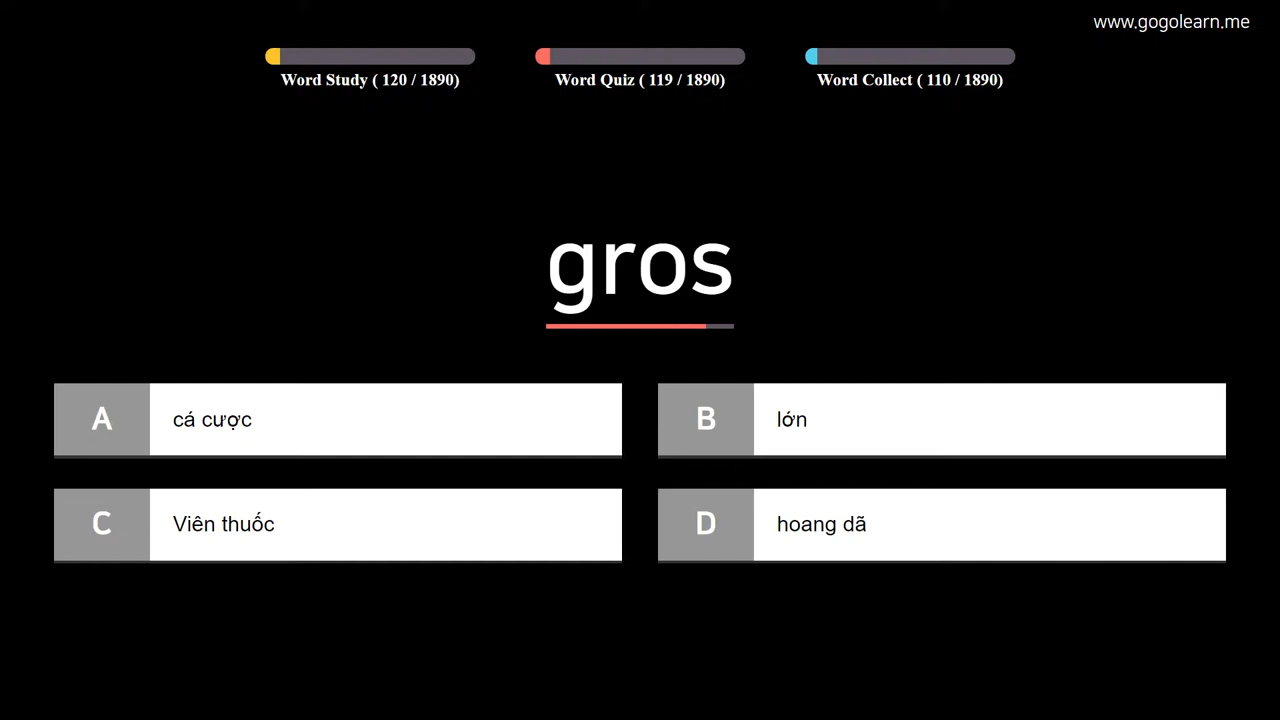 www.gogolearn.me
Word Study ( 120 / 1890)
Word Quiz ( 119 / 1890)
Word Collect ( 110 / 1890)
gros
A cá cược
B lớn
C Viên thuốc
D hoang dã